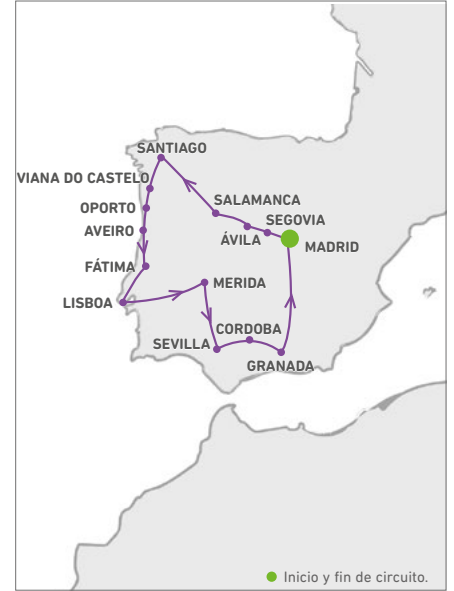 SANTIAGO
VIANA DO CASTELO
SALAMANCA
OPORTO
SEGOVIA
AVEIRO
ÁVILA
MADRID
FÁTIMA
MERIDA
LISBOA
CORDOBA
SEVILLA
GRANADA
Inicio y fin de circuito.